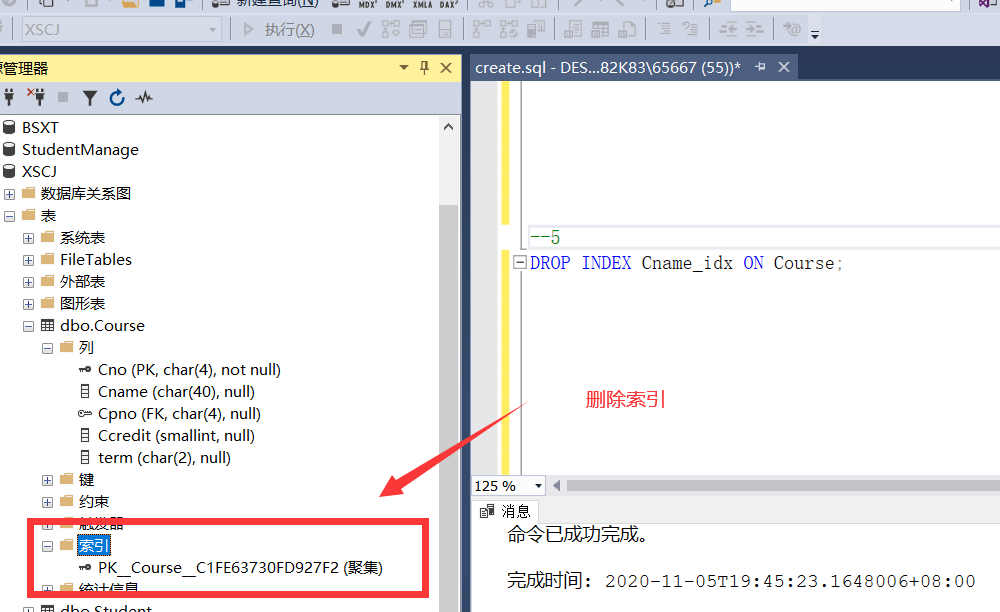 新建查询(N)
MDX
DMX
XMLA
DAX
XSCJ
执行(X)
源管理器
create.sql - DES...82K83\65667 (55))*
BSXT
StudentManage
XSCJ
数据库关系图
表
系统表
FileTables
外部表
图形表
dbo.Course
列
Cno (PK, char(4), not null)
Cname (char(40), null)
Cpno (FK, char(4), null)
Ccredit (smallint, null)
term (char(2), null)
键
约束
触发器
索引
PK__Course__C1FE63730FD927F2 (聚集)
统计信息
dbo.Student
--5
DROP INDEX Cname_idx ON Course;
删除索引
125 %
消息
命令已成功完成。
完成时间: 2020-11-05T19:45:23.1648006+08:00